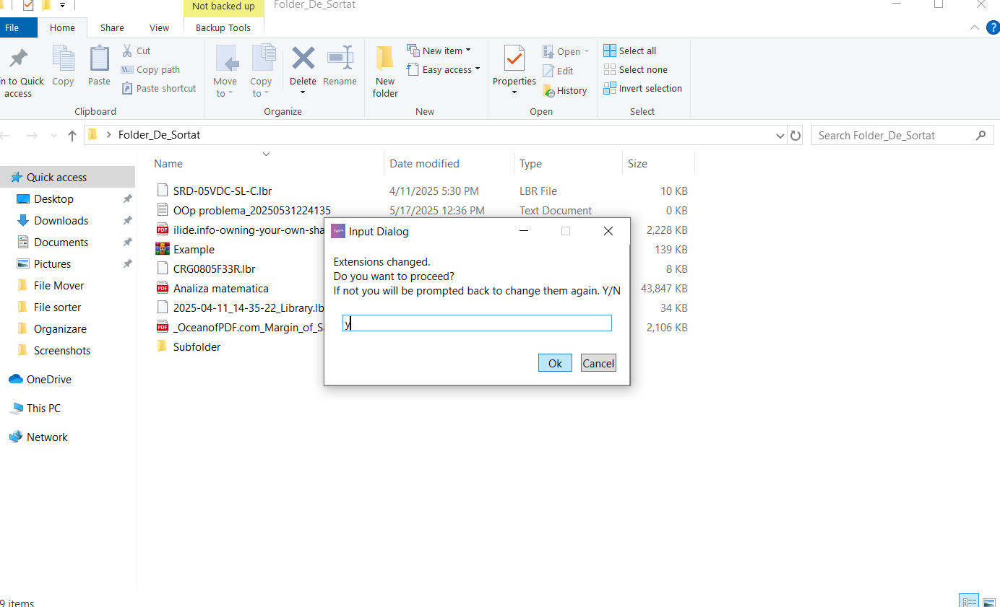 Not backed up
Folder_De_Sortat
File
Home
Share
View
Backup Tools
in to Quick access
Copy
Paste
Cut
Copy path
Paste shortcut
Clipboard
Move to
Copy to
Delete
Rename
Organize
New folder
New item
Easy access
New
Properties
Open
Edit
History
Open
Select all
Select none
Invert selection
Select
Folder_De_Sortat
Search Folder_De_Sortat
Quick access
Desktop
Downloads
Documents
Pictures
File Mover
File sorter
Organizare
Screenshots
OneDrive
This PC
Network
Name Date modified Type Size
SRD-05VDC-SL-C.lbr 4/11/2025 5:30 PM LBR File 10 KB
OOp problema_20250531224135 5/17/2025 12:36 PM Text Document 0 KB
PDF ilide.info-owning-your-own-sha 2,228 KB
Example 139 KB
CRG0805F33R.lbr 8 KB
PDF Analiza matematica 43,847 KB
2025-04-11_14-35-22_Library.lb 34 KB
PDF _OceanofPDF.com_Margin_of_Sa 2,106 KB
Subfolder
Input Dialog
Extensions changed.
Do you want to proceed?
If not you will be prompted back to change them again. Y/N
y
Ok
Cancel
9 items